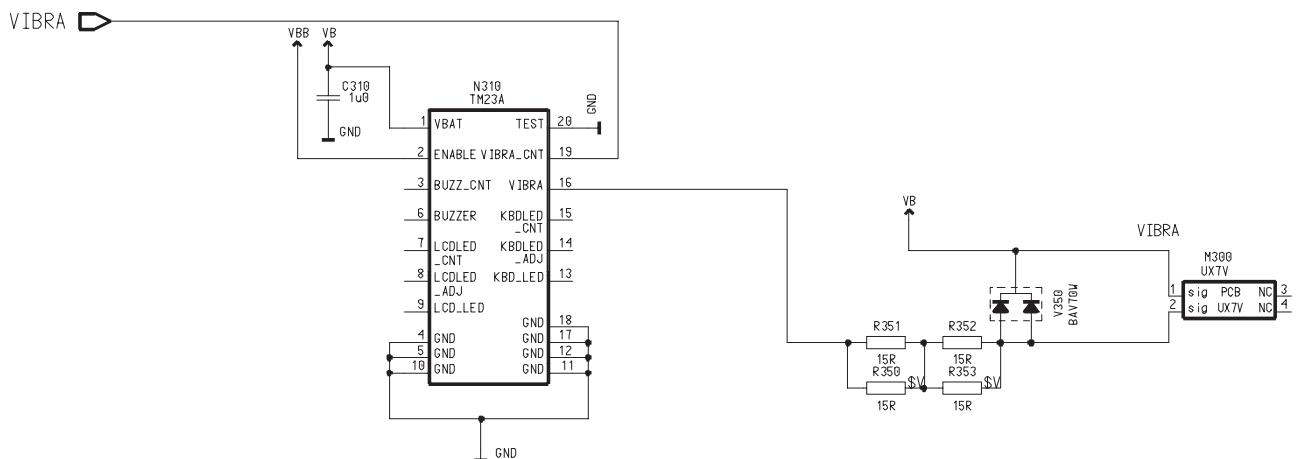 VIBRA
VBB VB
C310
1u0
GND
N310
TM23A
GND
1 VBAT TEST 20
2 ENABLE VIBRA_CNT 19
3 BUZZ_CNT VIBRA 16
6 BUZZER KBDLED 15
_CNT
7 LCDLED KBDLED 14
_CNT _ADJ
8 LCDLED KBD_LED 13
_ADJ
9 LCD_LED
GND 18
4 GND GND 17
5 GND GND 12
10 GND GND 11
GND
VB
VIBRA
M300
UX7V
1 sig PCB NC 3
2 sig UX7V NC 4
V350
BAV70W
R351 R352
15R 15R
R350 $V R353 $V
15R 15R